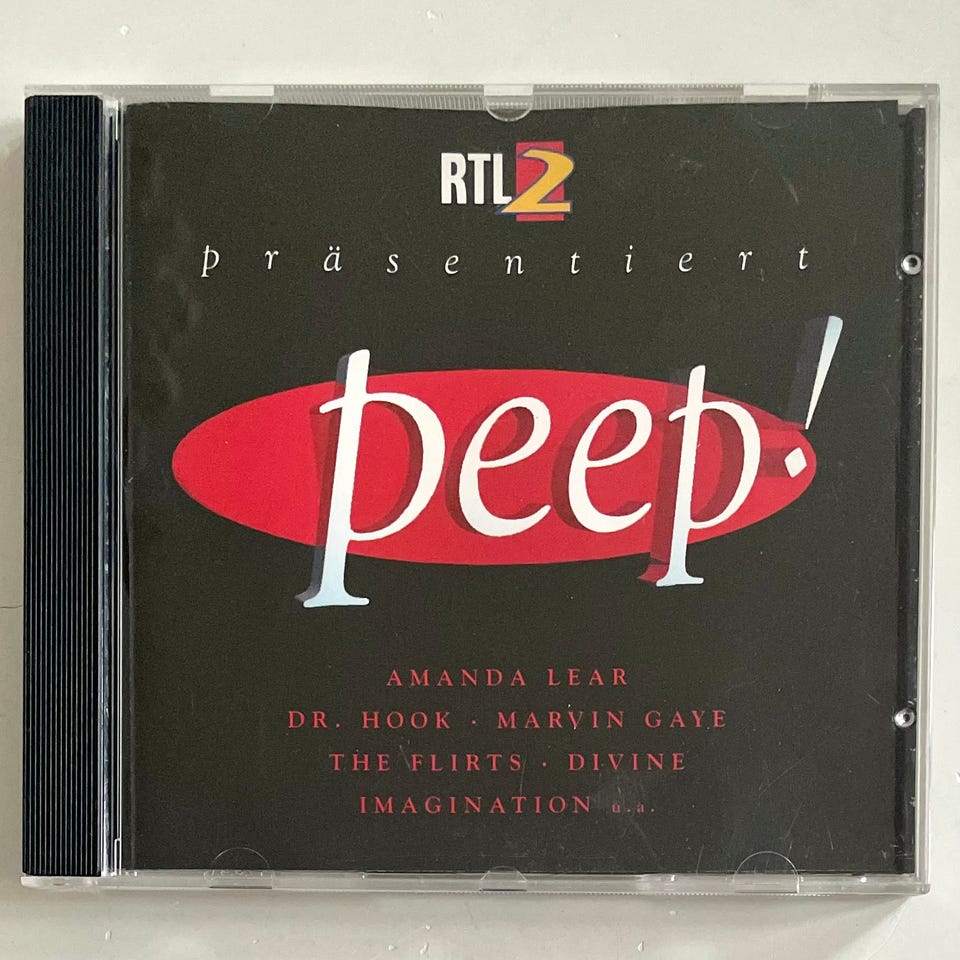 RTL2
präsentiert
peep!
AMANDA LEAR
DR. HOOK · MARVIN GAYE
THE FLIRTS · DIVINE
IMAGINATION u.a.